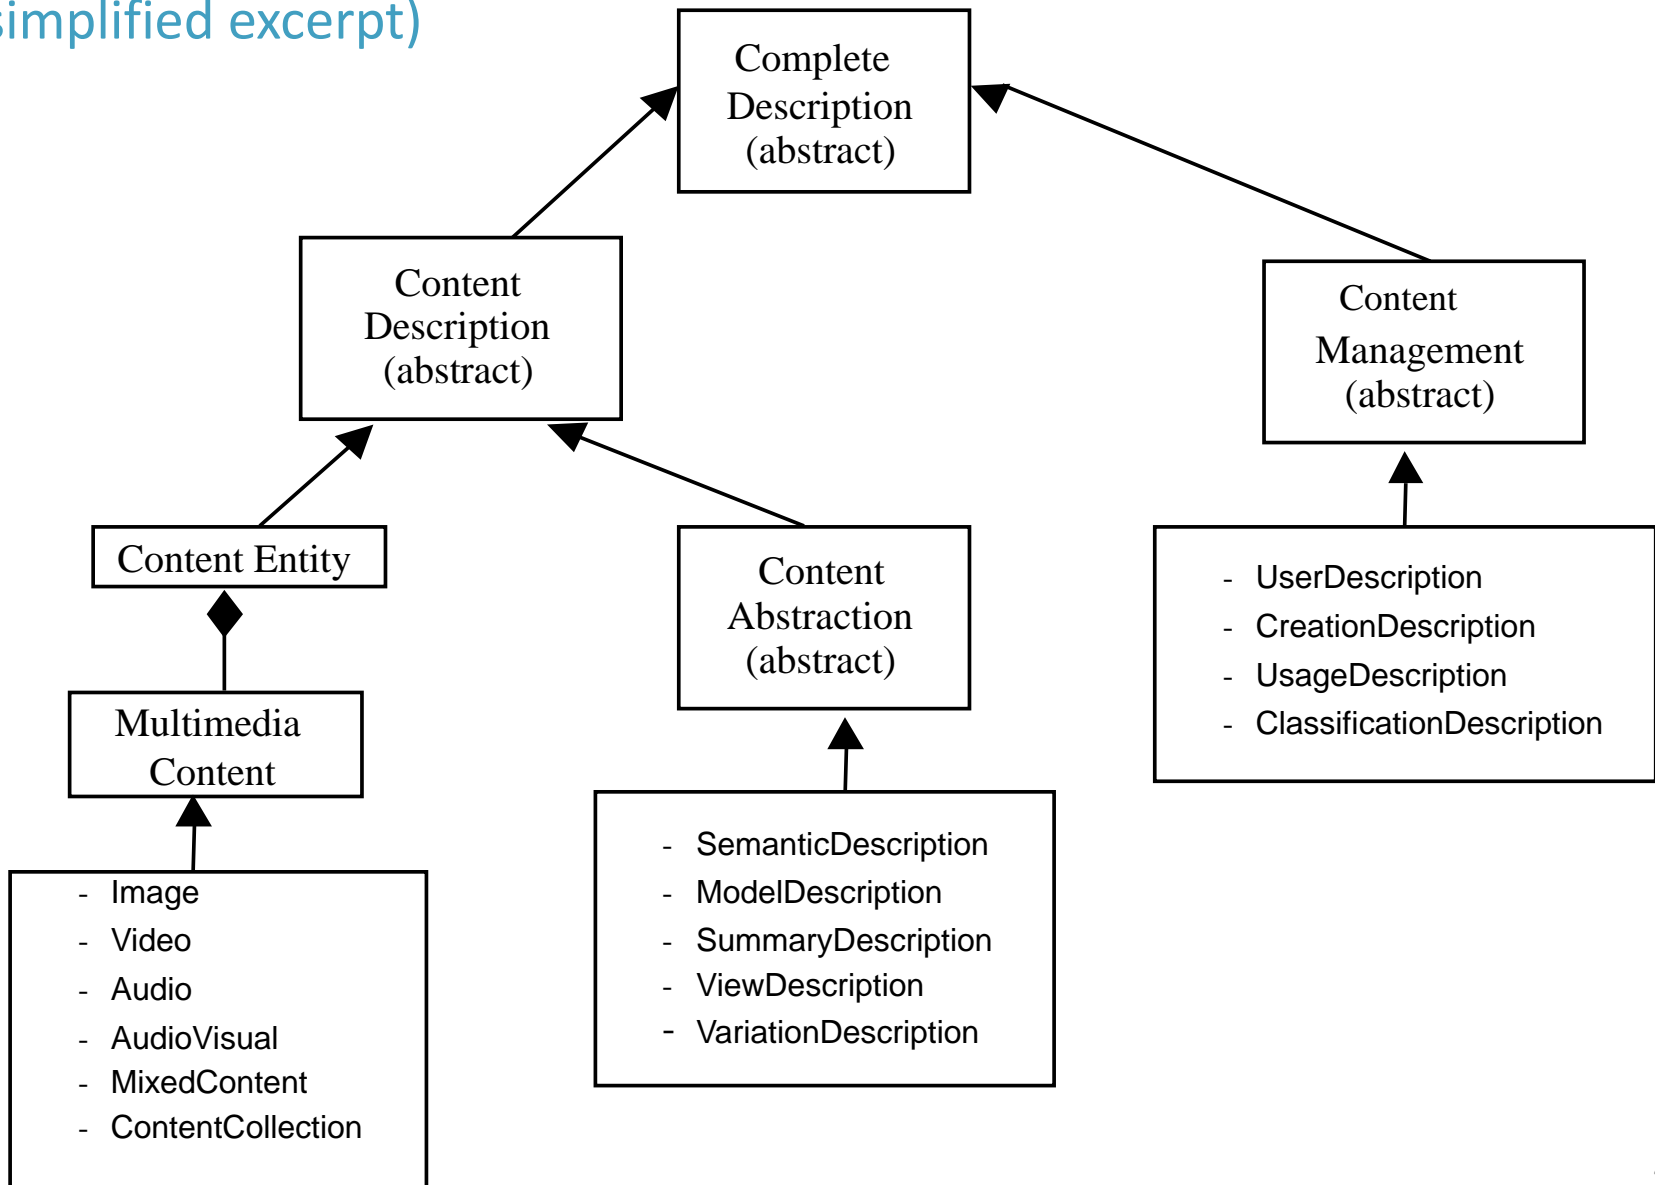 simplified excerpt)
Complete
Description
(abstract)
Content
Description
(abstract)
Content
Management
(abstract)
Content Entity
Content
Abstraction
(abstract)
- UserDescription
- CreationDescription
- UsageDescription
- ClassificationDescription
Multimedia
Content
- SemanticDescription
- ModelDescription
- SummaryDescription
- ViewDescription
- VariationDescription
- Image
- Video
- Audio
- AudioVisual
- MixedContent
- ContentCollection